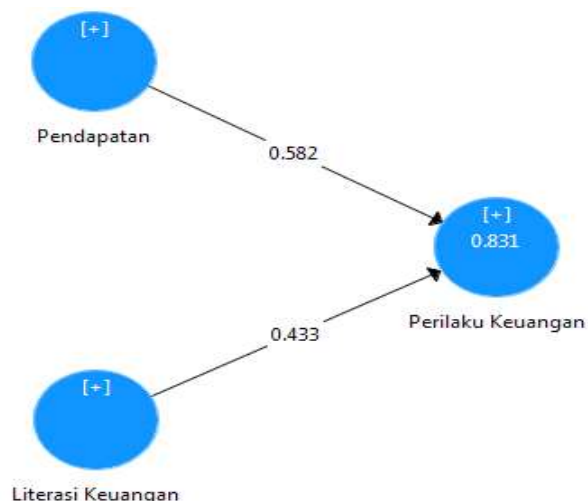 [+]
Pendapatan
0.582
[+]
0.831
Perilaku Keuangan
0.433
[+]
Literasi Keuangan